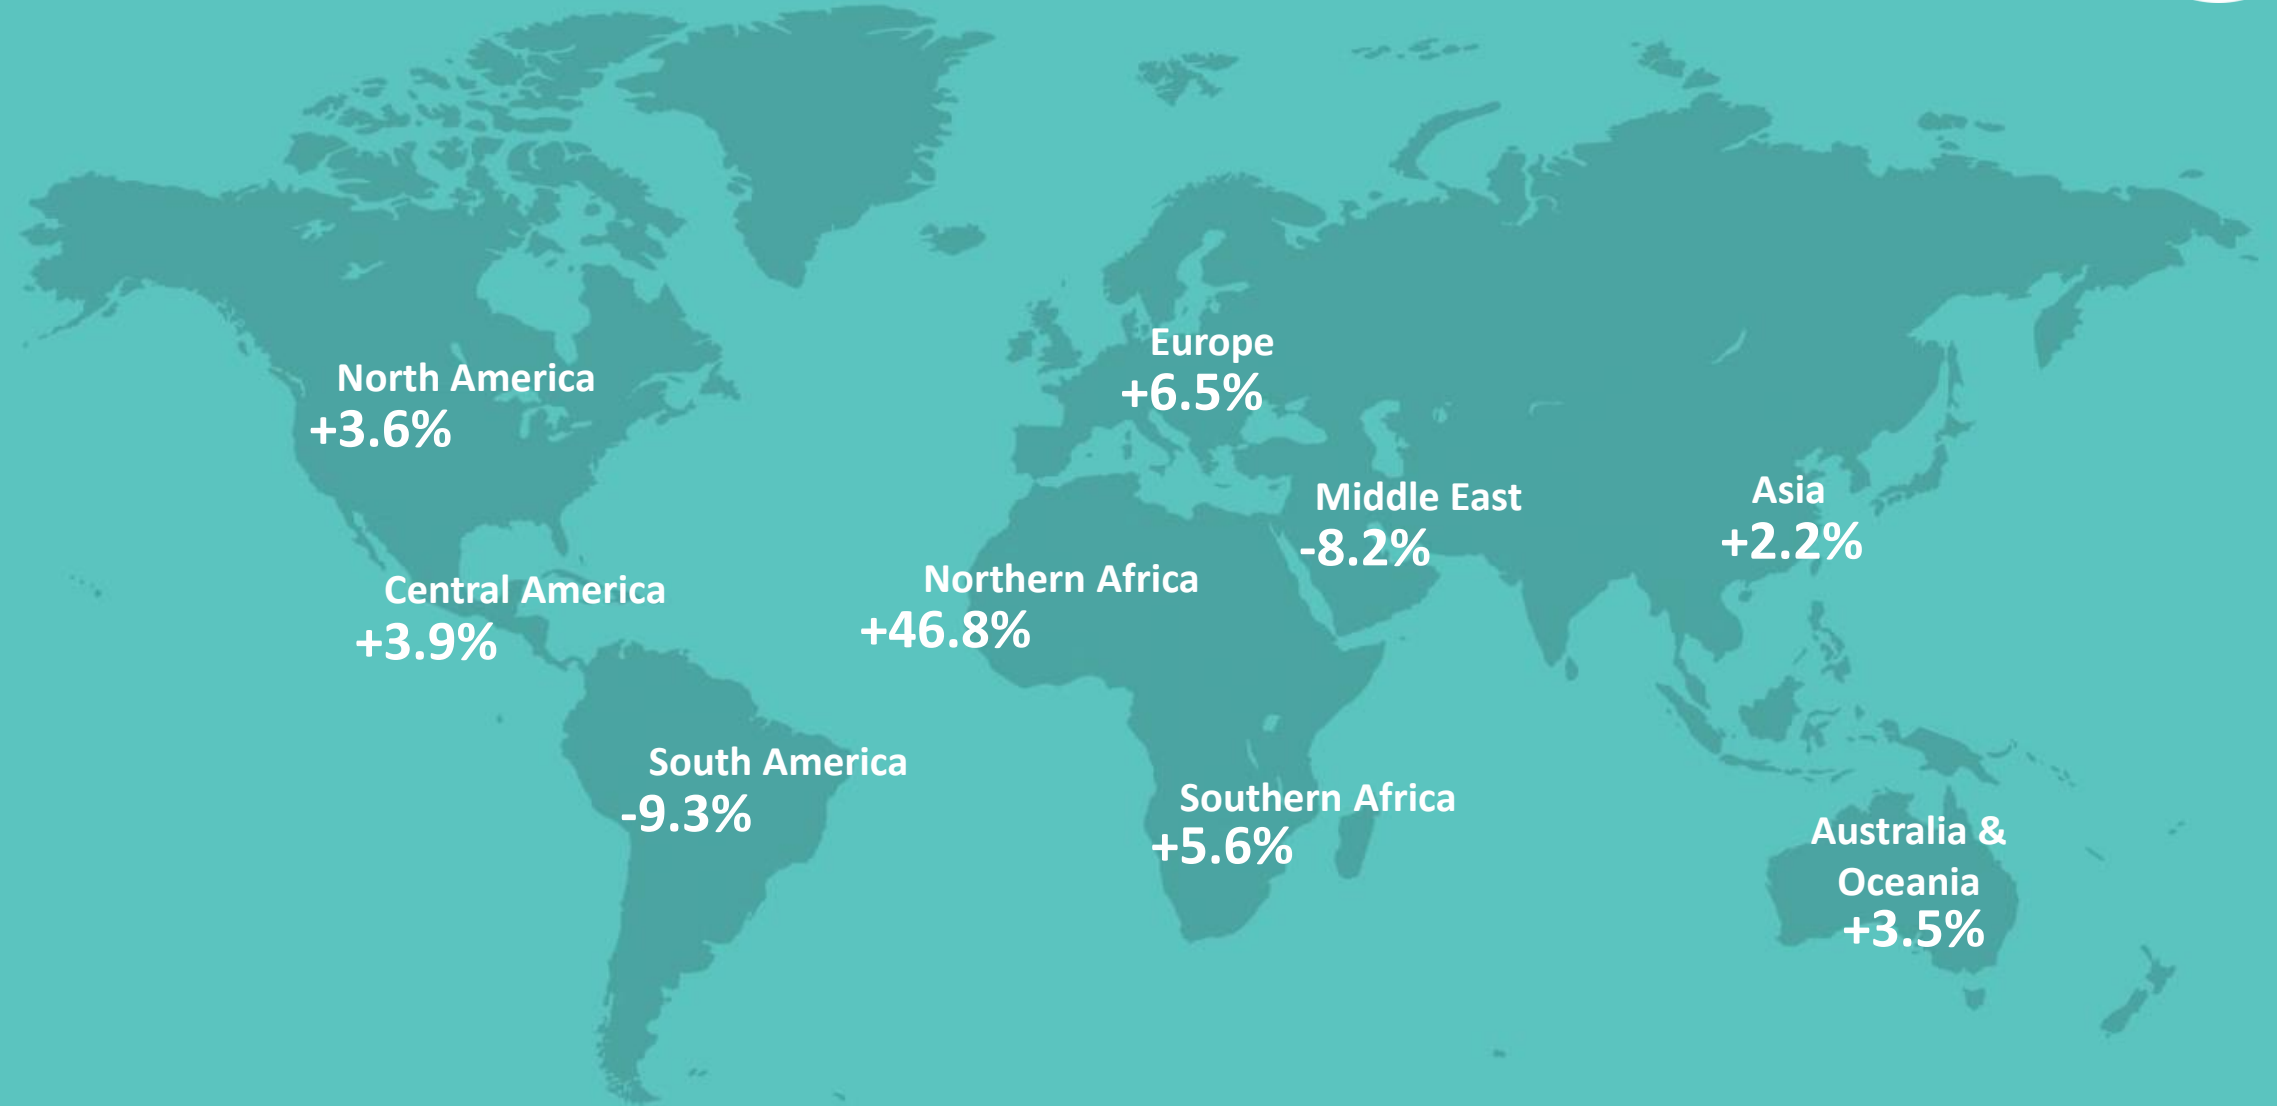 Europe
+6.5%
North America
+3.6%
Middle East
-8.2%
Asia
+2.2%
Northern Africa
+46.8%
Central America
+3.9%
South America
-9.3%
Southern Africa
+5.6%
Australia &
Oceania
+3.5%